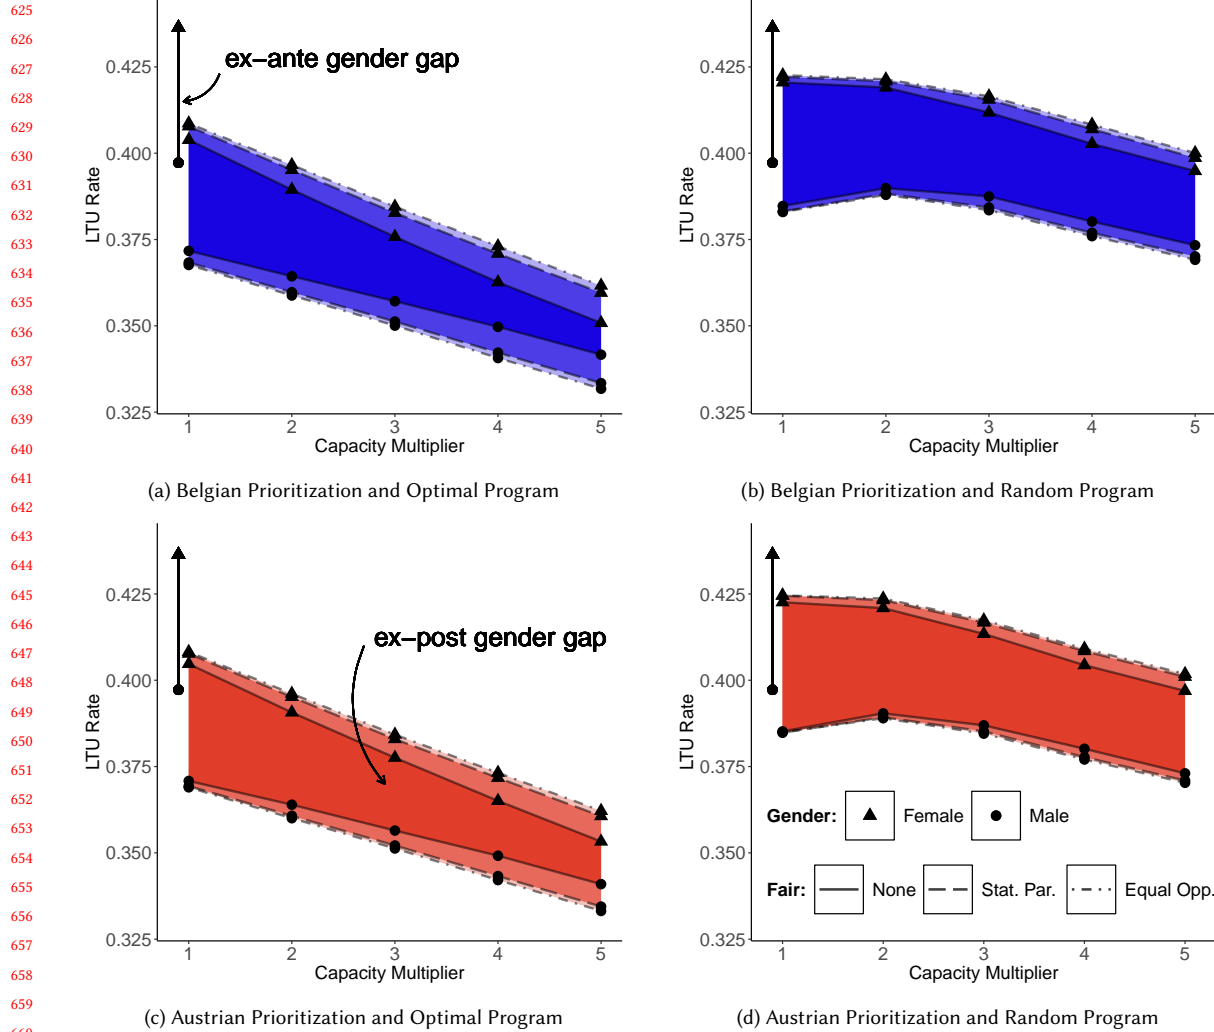 625
626
627
628
629
630
631
632
633
634
635
636
637
638
639
640
641
642
643
644
645
646
647
648
649
650
651
652
653
654
655
656
657
658
659
ex−ante gender gap
LTU Rate
0.425
0.400
0.375
0.350
0.325
1 2 3 4 5
Capacity Multiplier
(a) Belgian Prioritization and Optimal Program
LTU Rate
0.425
0.400
0.375
0.350
0.325
1 2 3 4 5
Capacity Multiplier
(b) Belgian Prioritization and Random Program
ex−post gender gap
LTU Rate
0.425
0.400
0.375
0.350
0.325
1 2 3 4 5
Capacity Multiplier
(c) Austrian Prioritization and Optimal Program
LTU Rate
0.425
0.400
0.375
0.350
0.325
Gender: Female Male
Fair: None Stat. Par. Equal Opp.
1 2 3 4 5
Capacity Multiplier
(d) Austrian Prioritization and Random Program